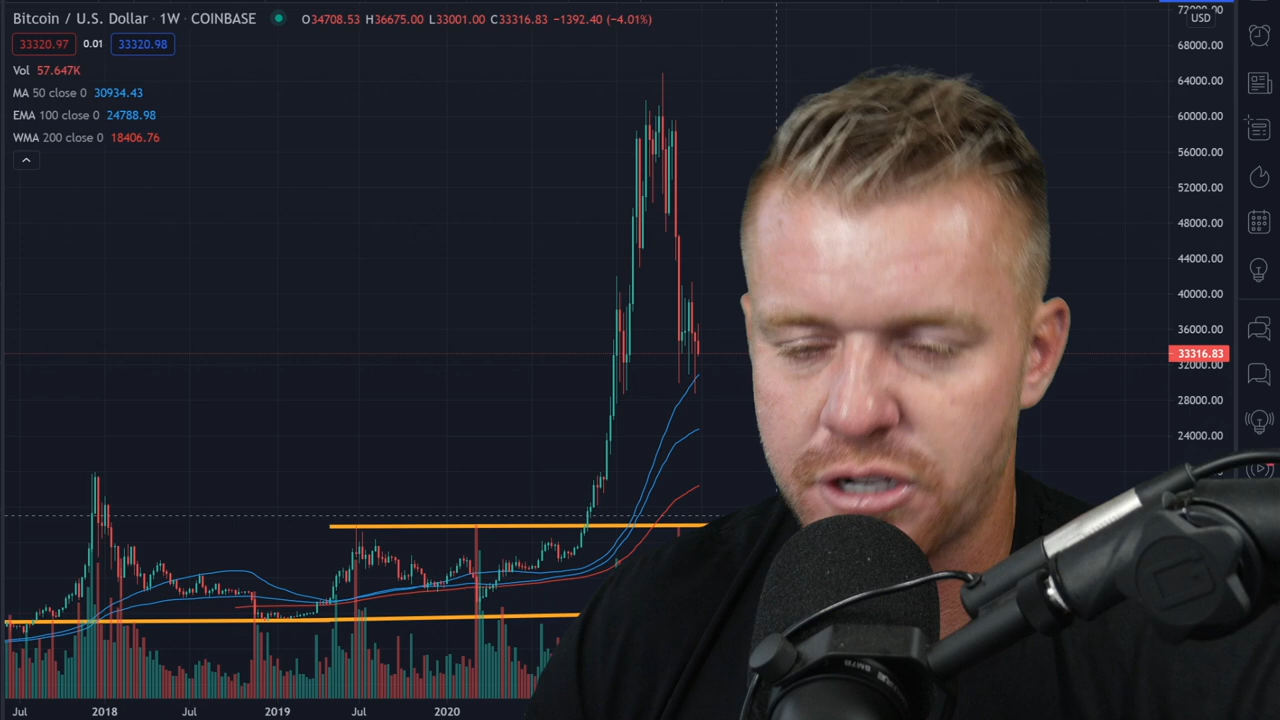 Bitcoin / U.S. Dollar · 1W · COINBASE O34708.53 H36675.00 L33001.00 C33316.83 −1392.40 (−4.01%)
33320.97 0.01 33320.98
Vol 57.647K
MA 50 close 0 30934.43
EMA 100 close 0 24788.98
WMA 200 close 0 18406.76
72000.00
USD
68000.00
64000.00
60000.00
56000.00
52000.00
48000.00
44000.00
40000.00
36000.00
33316.83
32000.00
28000.00
24000.00
SM7B
Jul 2018 Jul 2019 Jul 2020